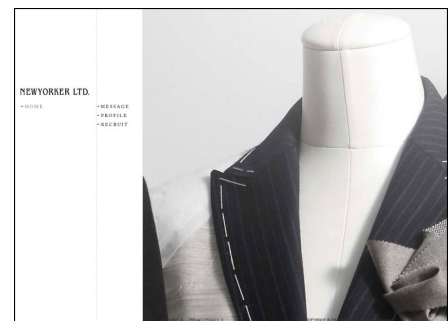 NEWYORKER LTD.
-HOME
-MESSAGE
-PROFILE
-RECRUIT